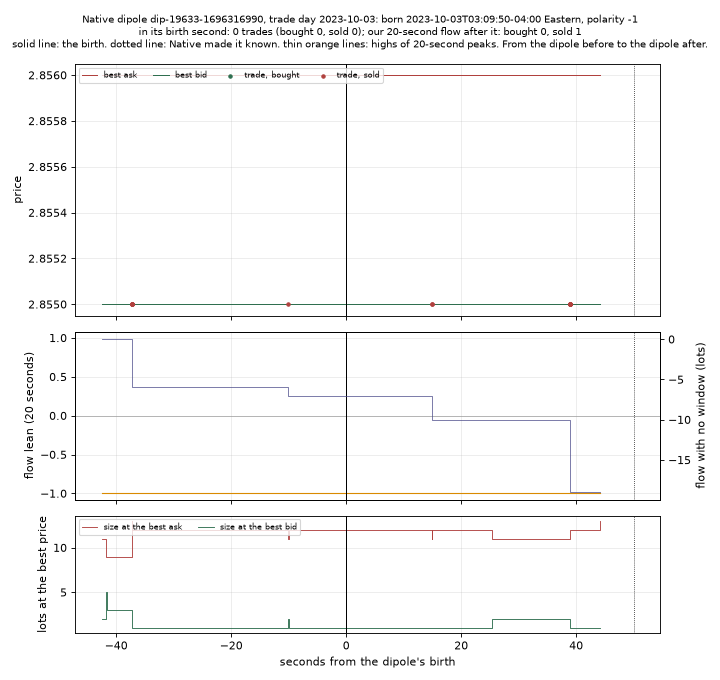 Native dipole dip-19633-1696316990, trade day 2023-10-03: born 2023-10-03T03:09:50-04:00 Eastern, polarity -1
in its birth second: 0 trades (bought 0, sold 0); our 20-second flow after it: bought 0, sold 1
solid line: the birth. dotted line: Native made it known. thin orange lines: highs of 20-second peaks. From the dipole before to the dipole after.
best ask best bid trade, bought trade, sold
2.8560
2.8558
2.8556
2.8554
2.8552
2.8550
price
1.0
0.5
0.0
−0.5
−1.0
flow lean (20 seconds)
0
−5
−10
−15
flow with no window (lots)
size at the best ask size at the best bid
10
5
lots at the best price
−40 −20 0 20 40
seconds from the dipole's birth